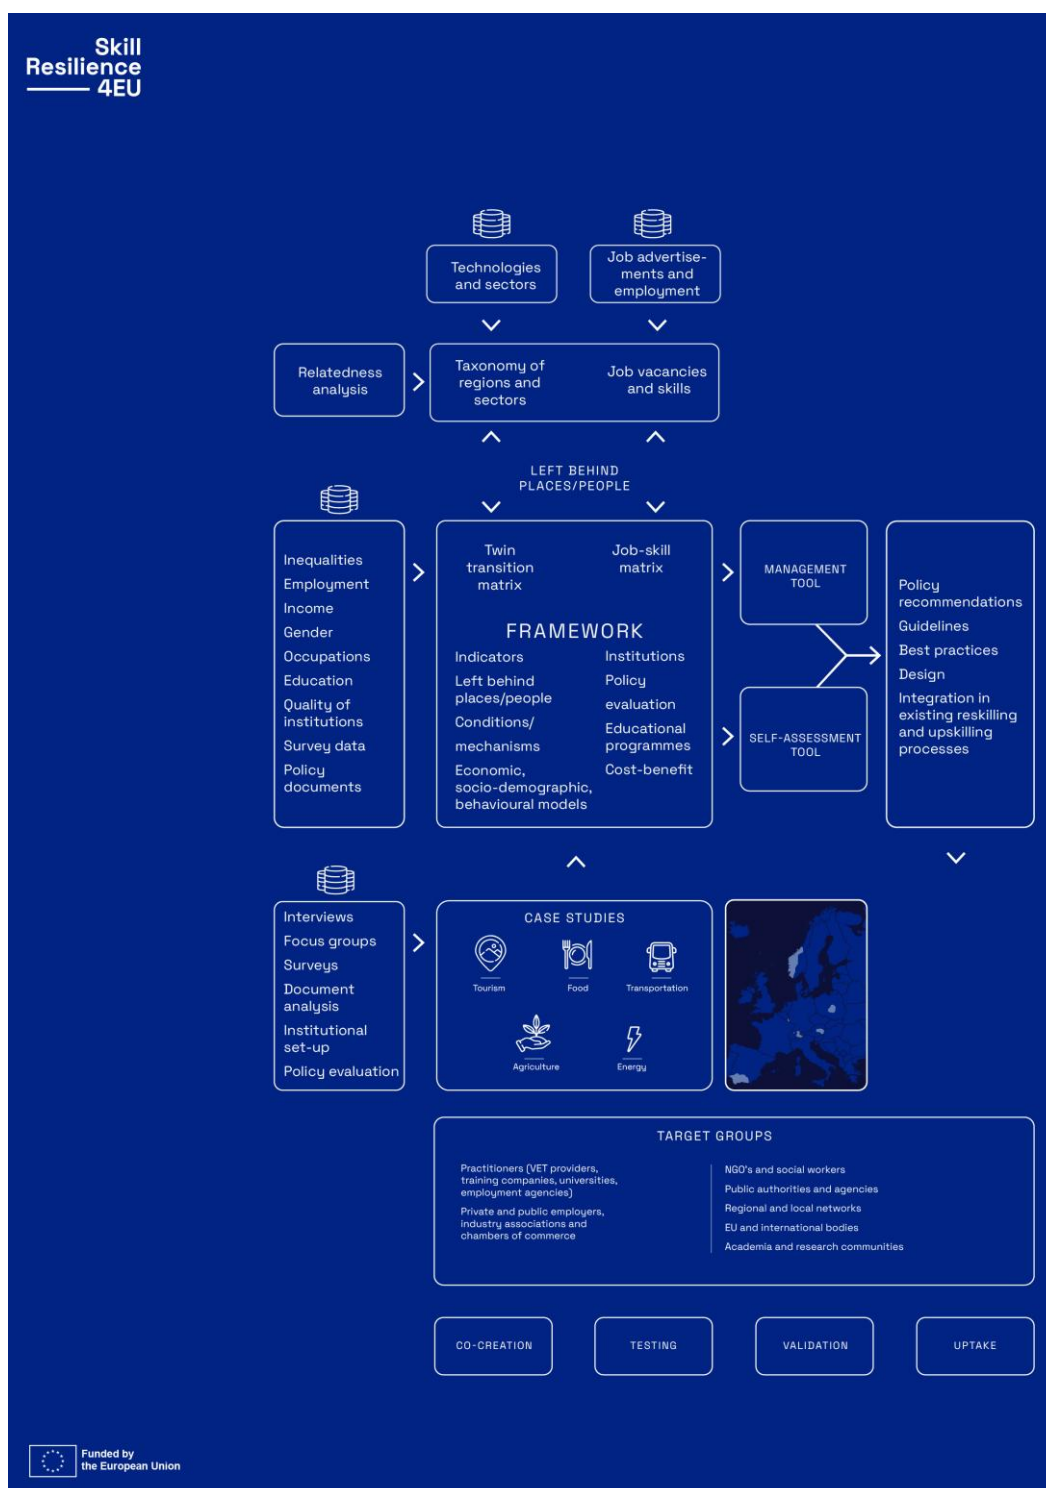 Skill
Resilience
4EU
Technologies
and sectors
Job advertise-
ments and
employment
Relatedness
analysis
Taxonomy of
regions and
sectors
Job vacancies
and skills
LEFT BEHIND
PLACES/PEOPLE
Inequalities
Employment
Income
Gender
Occupations
Education
Quality of
institutions
Survey data
Policy
documents
Twin
transition
matrix
Job-skill
matrix
FRAMEWORK
Indicators
Left behind
places/people
Conditions/
mechanisms
Economic,
socio-demographic,
behavioural models
Institutions
Policy
evaluation
Educational
programmes
Cost-benefit
MANAGEMENT
TOOL
SELF-ASSESSMENT
TOOL
Policy
recommendations
Guidelines
Best practices
Design
Integration in
existing reskilling
and upskilling
processes
Interviews
Focus groups
Surveys
Document
analysis
Institutional
set-up
Policy evaluation
CASE STUDIES
Tourism
Food
Transportation
Agriculture
Energy
TARGET GROUPS
Practitioners (VET providers,
training companies, universities,
employment agencies)
Private and public employers,
industry associations and
chambers of commerce
NGO's and social workers
Public authorities and agencies
Regional and local networks
EU and international bodies
Academia and research communities
CO-CREATION
TESTING
VALIDATION
UPTAKE
Funded by
the European Union